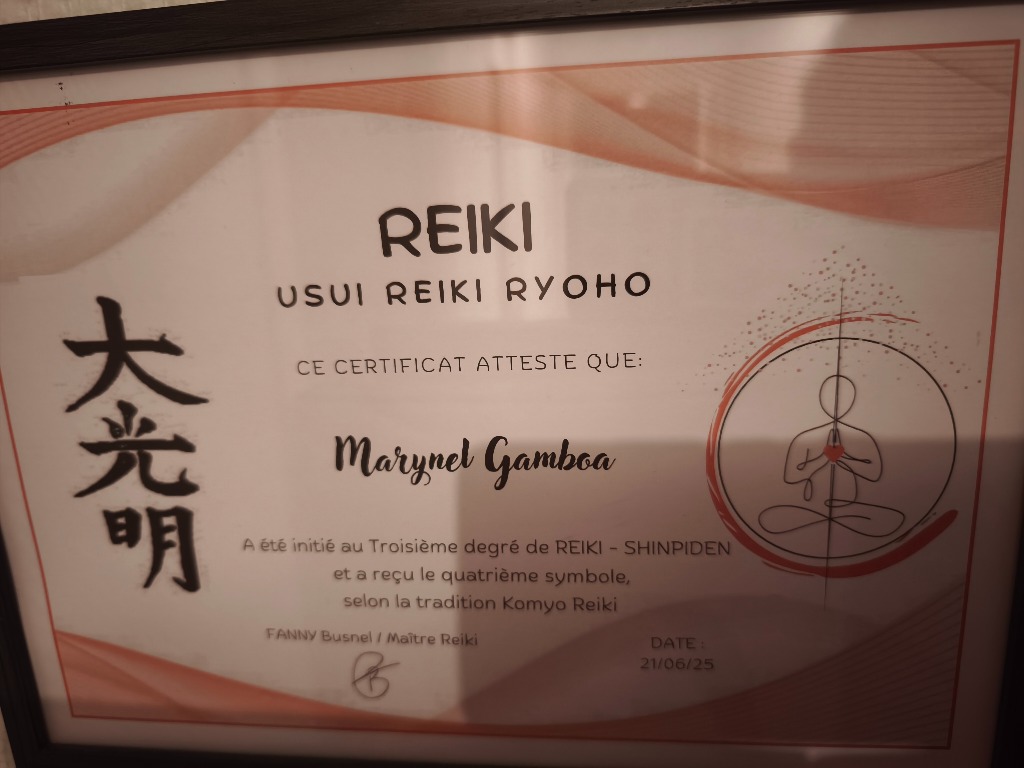 REIKI
USUI REIKI RYOHO
CE CERTIFICAT ATTESTE QUE:
Marynel Gamboa
A été initié au Troisième degré de REIKI - SHINPIDEN
et a reçu le quatrième symbole,
selon la tradition Komyo Reiki
FANNY Busnel / Maître Reiki
DATE :
21/06/25
大光明